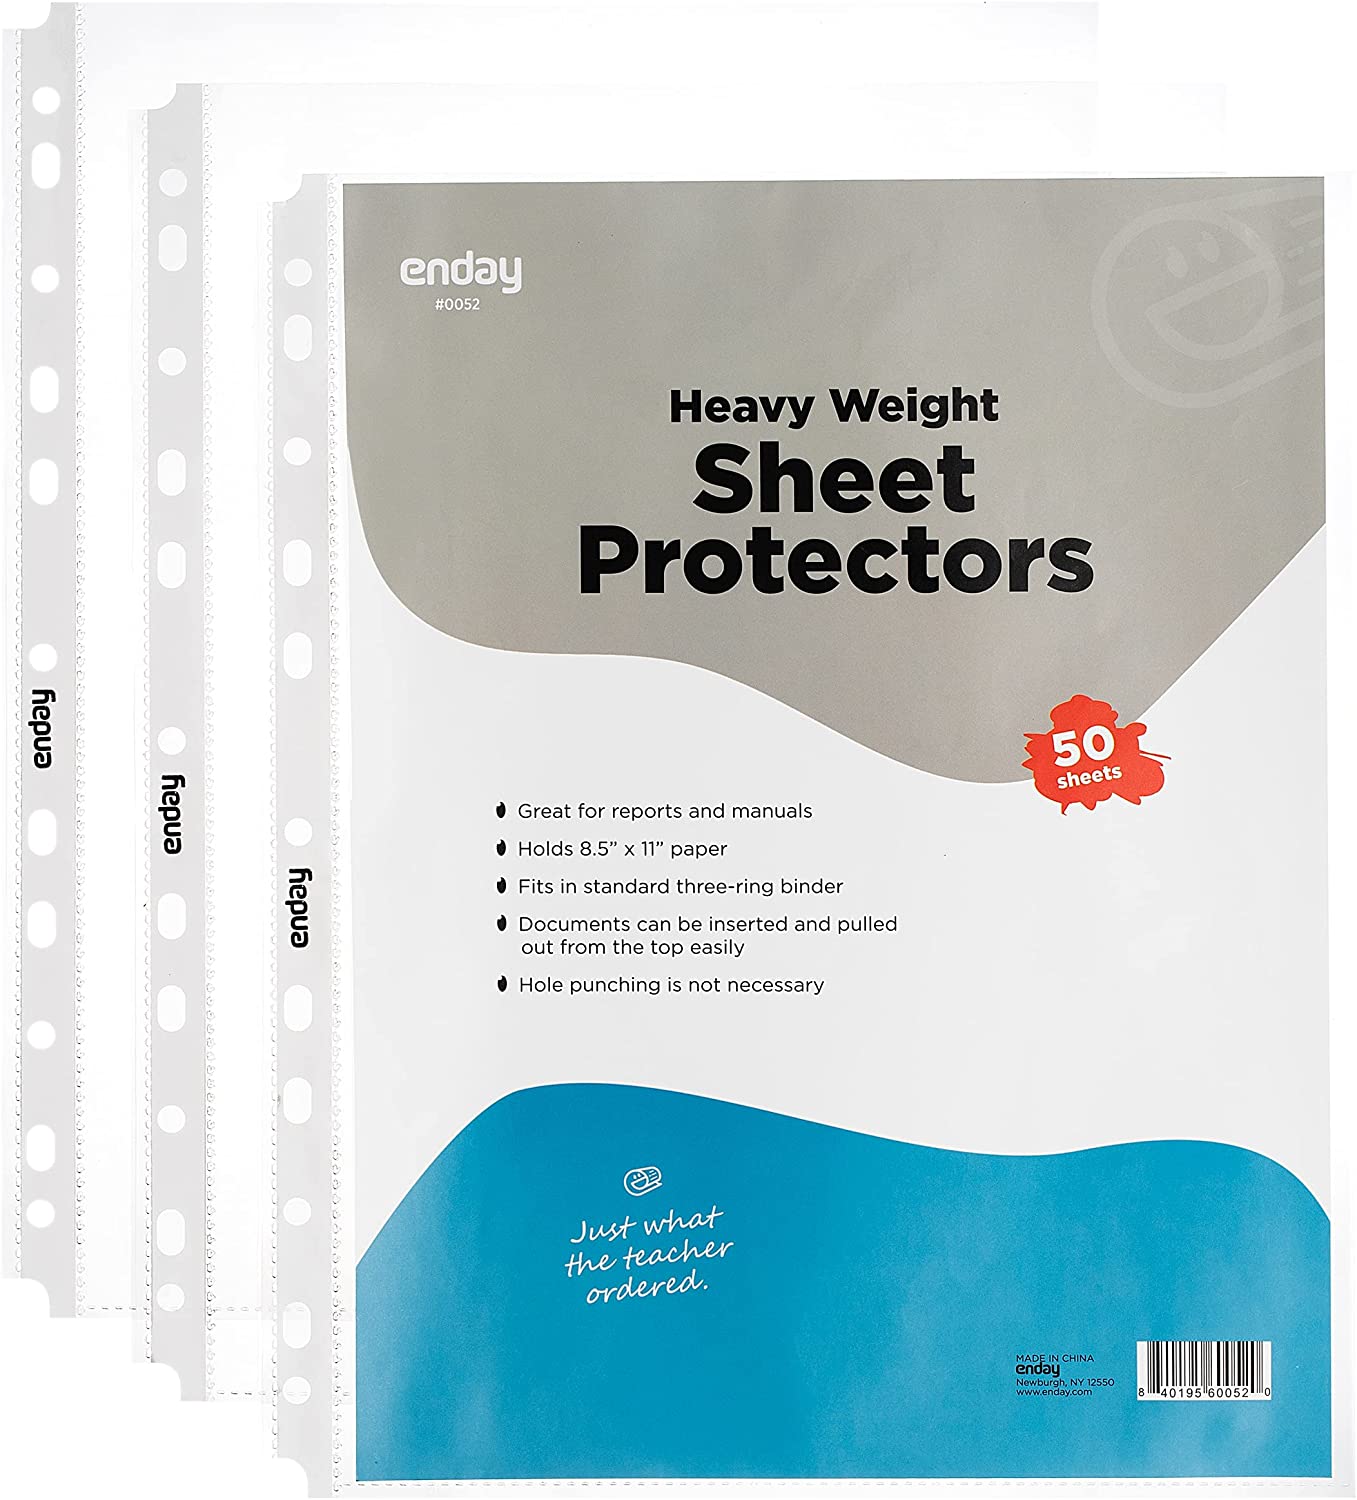 enday
#0052
Heavy Weight
Sheet
Protectors
50
sheets
Great for reports and manuals
Holds 8.5” x 11” paper
Fits in standard three-ring binder
Documents can be inserted and pulled
out from the top easily
Hole punching is not necessary
Just what
the teacher
ordered.
MADE IN CHINA
enday
Newburgh, NY 12550
www.enday.com
8 40195 60052 0
enday
enday
enday